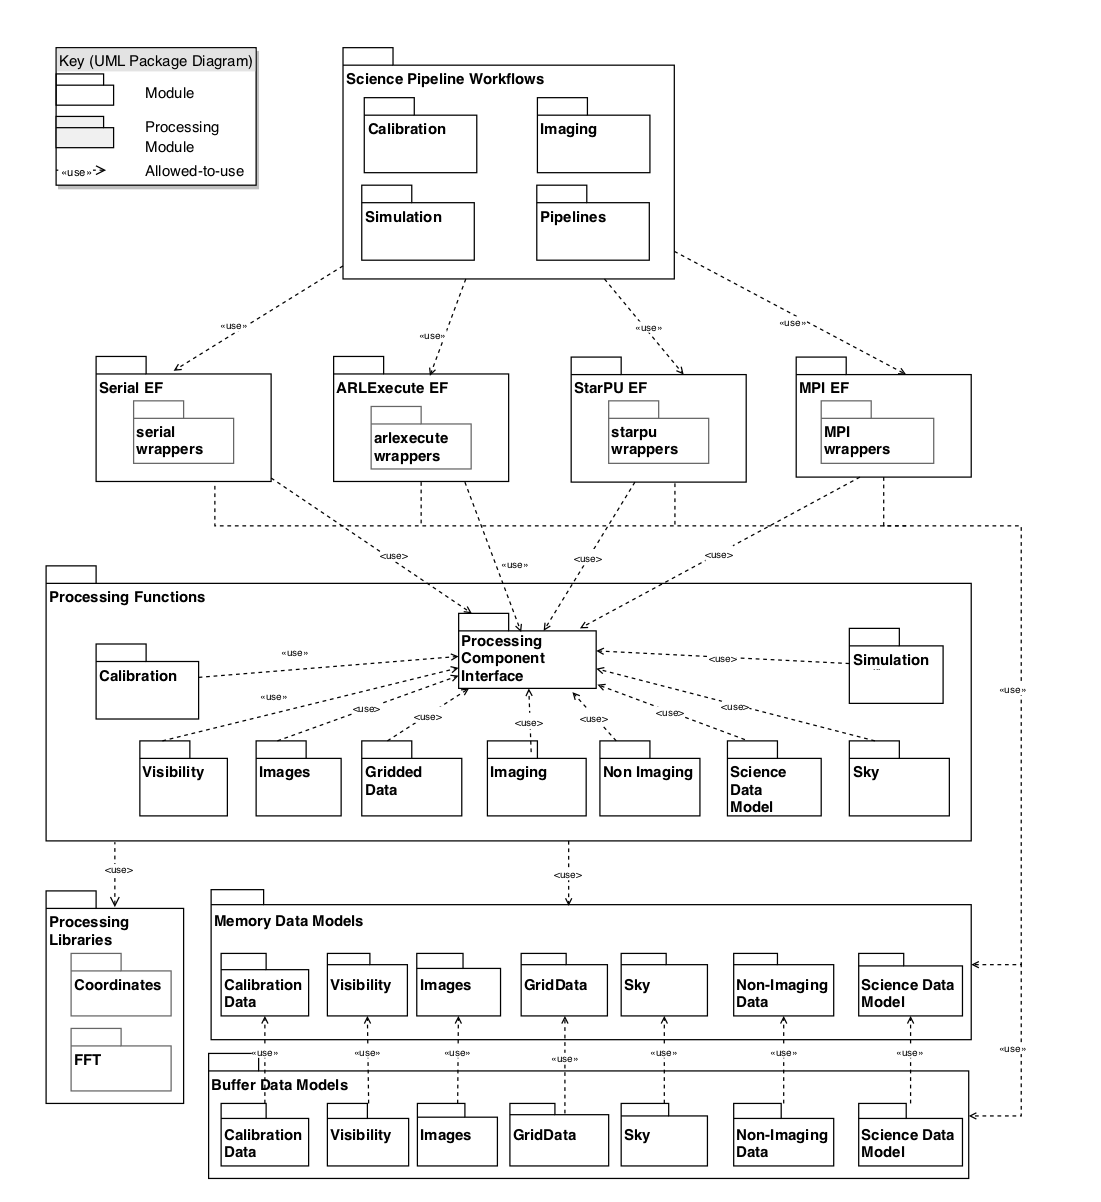 Key (UML Package Diagram)
Module
Processing
Module
«use»
Allowed-to-use
Science Pipeline Workflows
Calibration
Imaging
Simulation
Pipelines
«use»
«use»
«use»
«use»
Serial EF
serial
wrappers
ARLExecute EF
arlexecute
wrappers
StarPU EF
starpu
wrappers
MPI EF
MPI
wrappers
<use>
«use»
<use>
<use>
Processing Functions
Processing
Component
Interface
Calibration
«use»
Simulation
<use>
«use»
<use>
<use>
<use>
<use>
<use>
<use>
«use»
Visibility
Images
Gridded
Data
Imaging
Non Imaging
Science
Data
Model
Sky
<use>
<use>
Processing
Libraries
Coordinates
FFT
Memory Data Models
Calibration
Data
Visibility
Images
GridData
Sky
Non-Imaging
Data
Science Data
Model
«use»
«use»
«use»
«use»
«use»
«use»
«use»
«use»
Buffer Data Models
Calibration
Data
Visibility
Images
GridData
Sky
Non-Imaging
Data
Science Data
Model